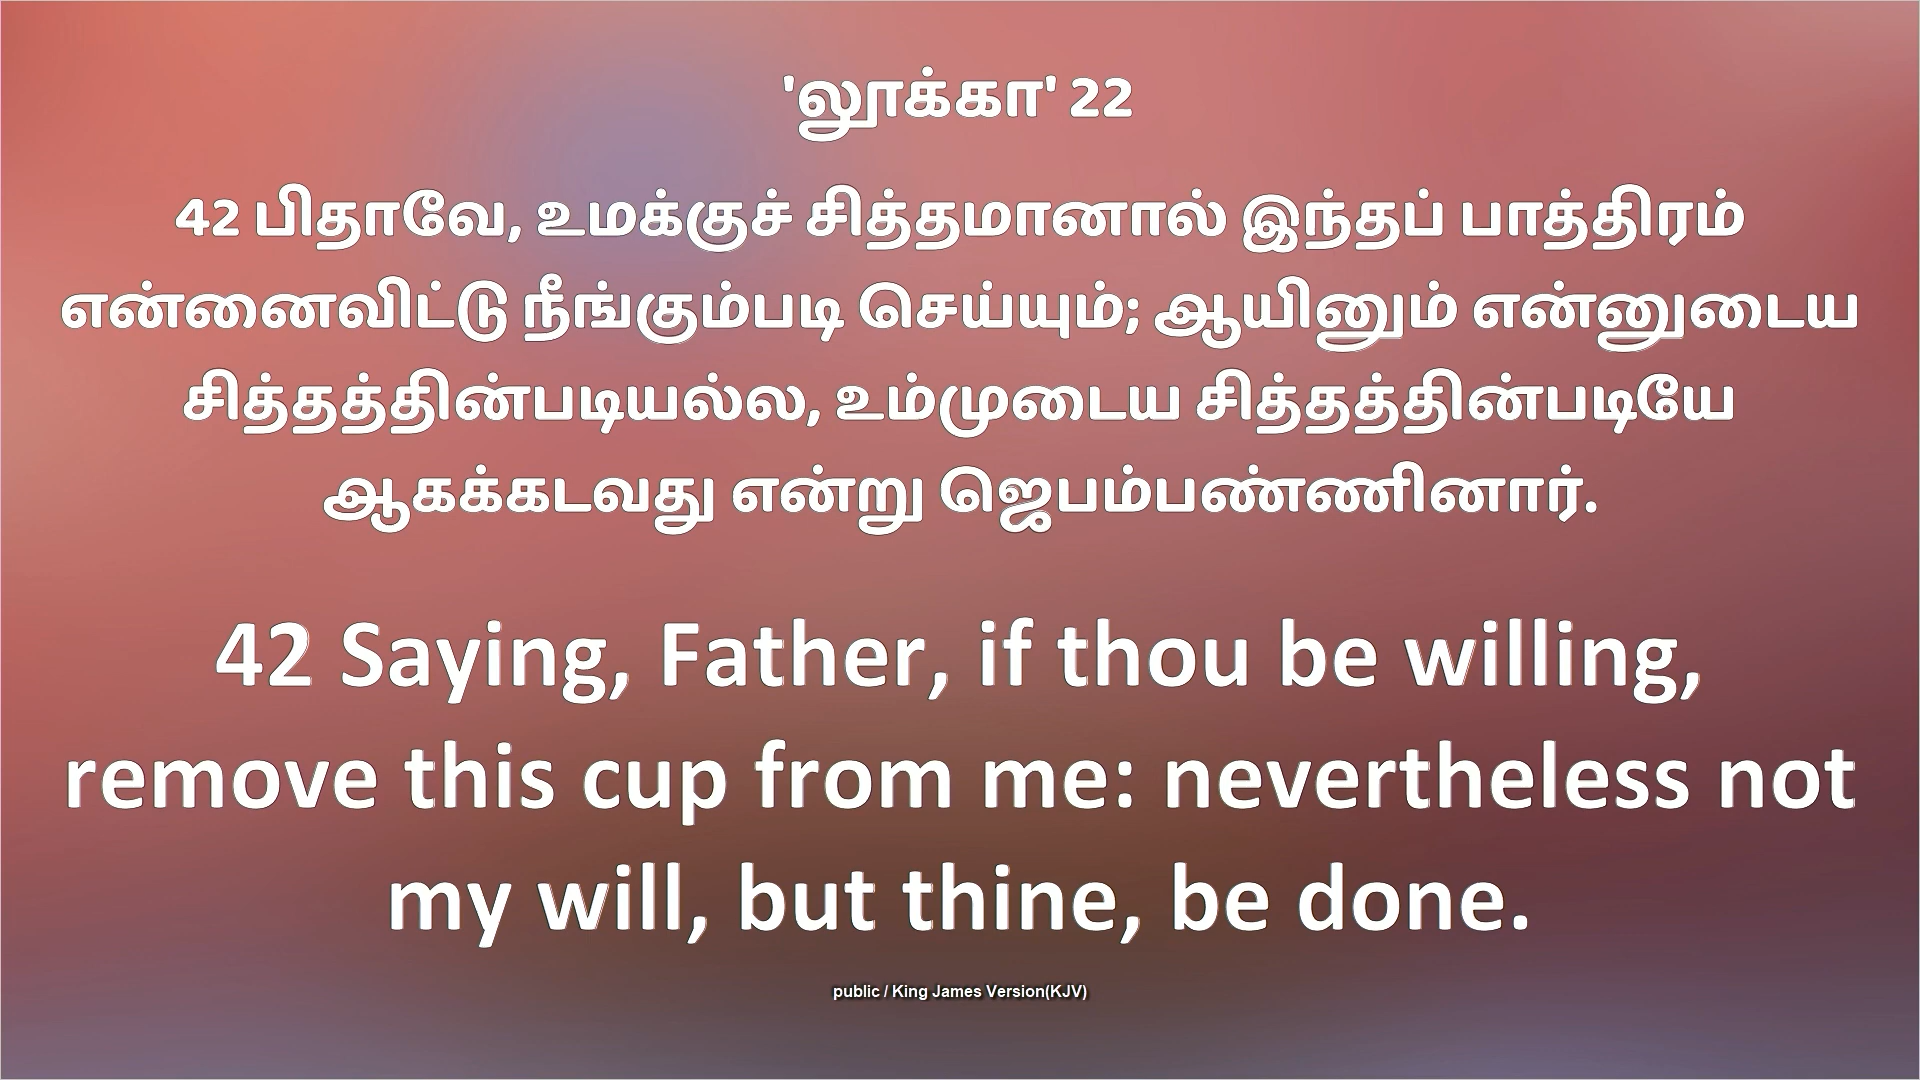 'லூக்கா' 22
42 பிதாவே, உமக்குச் சித்தமானால் இந்தப் பாத்திரம்
என்னைவிட்டு நீங்கும்படி செய்யும்; ஆயினும் என்னுடைய
சித்தத்தின்படியல்ல, உம்முடைய சித்தத்தின்படியே
ஆகக்கடவது என்று ஜெபம்பண்ணினார்.
42 Saying, Father, if thou be willing,
remove this cup from me: nevertheless not
my will, but thine, be done.
public / King James Version(KJV)